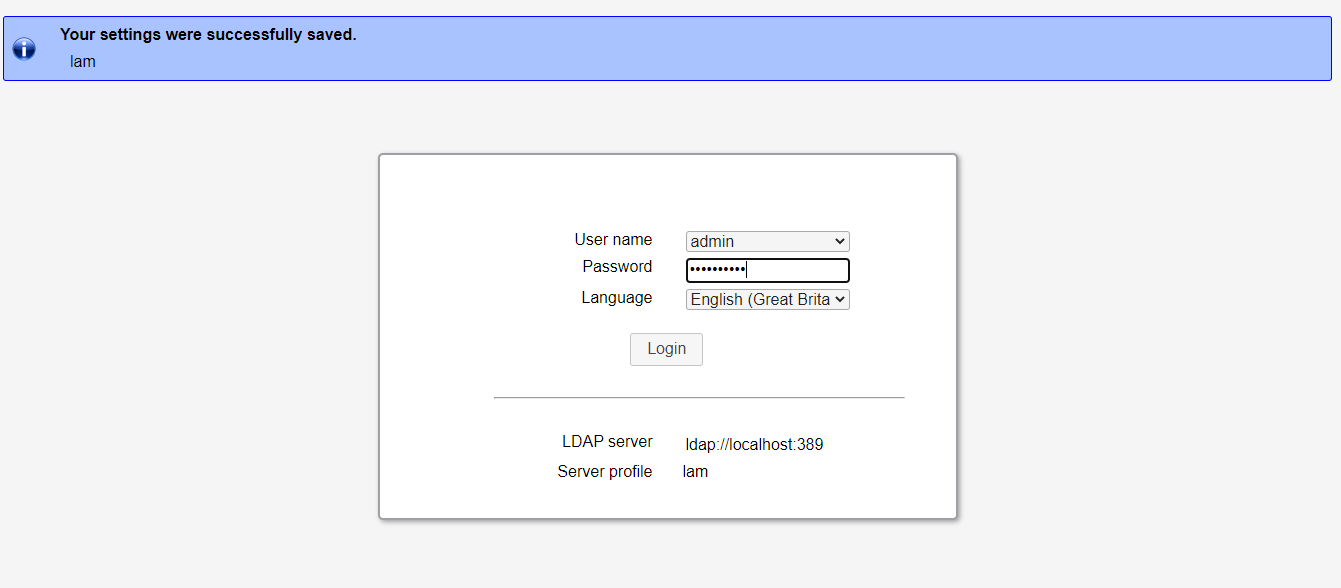 Your settings were successfully saved.
lam
User name admin
Password ••••••••••
Language English (Great Brita
Login
LDAP server ldap://localhost:389
Server profile lam